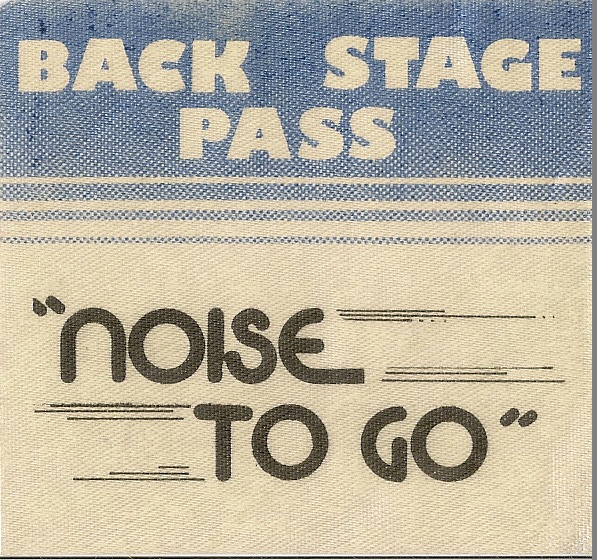 BACK STAGE
PASS
"NOISE
TO GO"